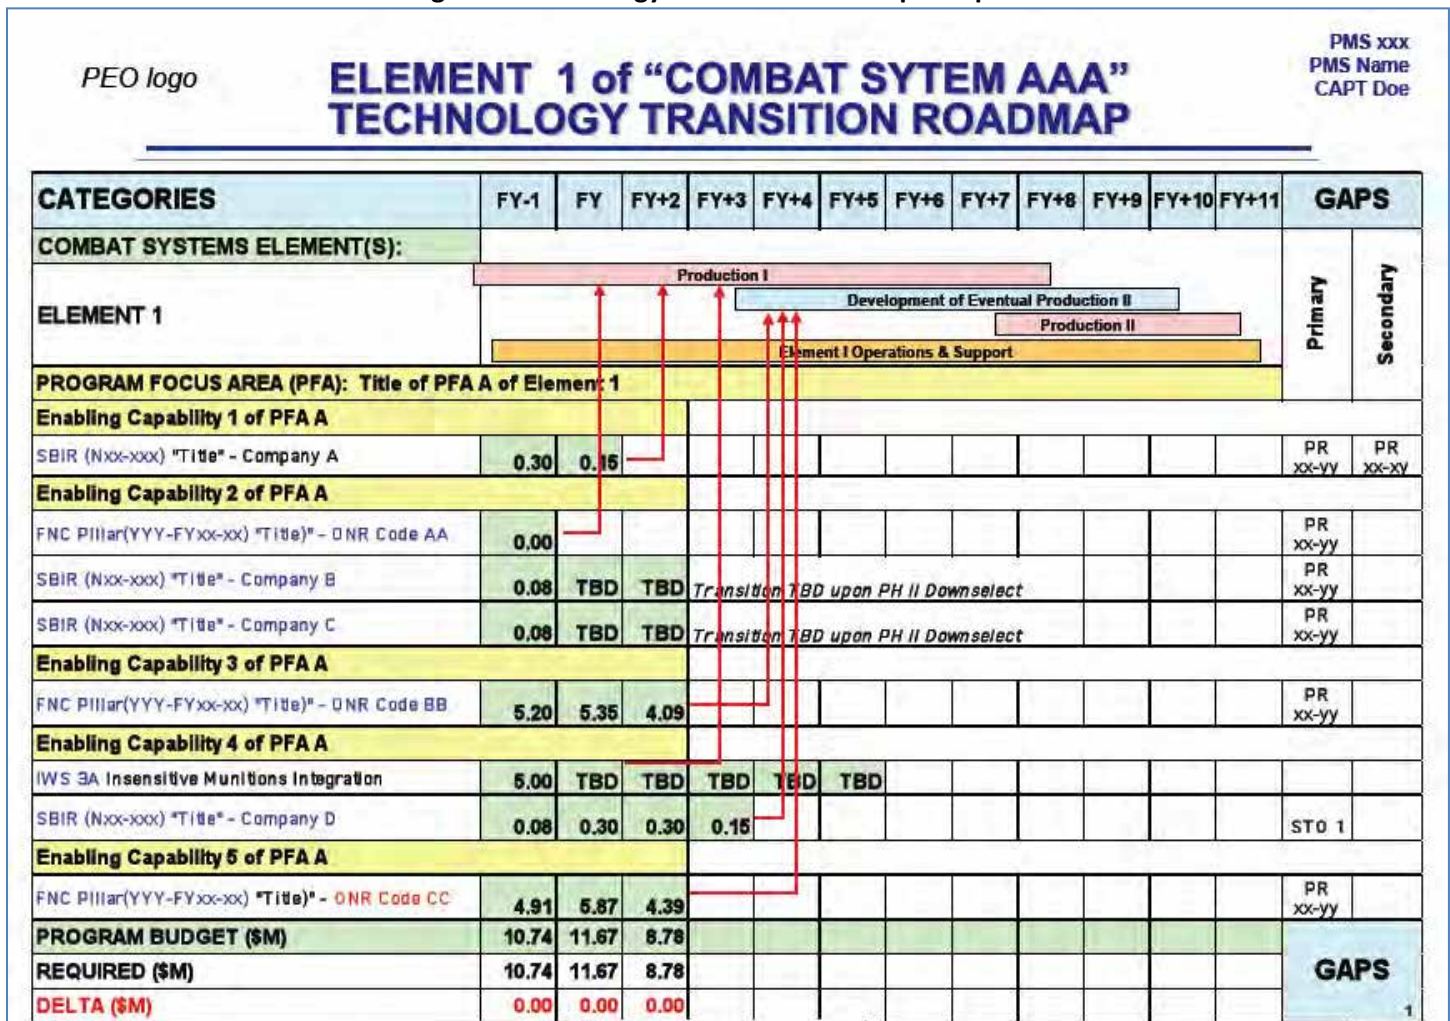 PEO logo
PMS xxx
PMS Name
CAPT Doe
ELEMENT 1 of “COMBAT SYTEM AAA”
TECHNOLOGY TRANSITION ROADMAP
CATEGORIES FY-1 FY FY+2 FY+3 FY+4 FY+5 FY+6 FY+7 FY+8 FY+9 FY+10 FY+11 GAPS
COMBAT SYSTEMS ELEMENT(S):
Primary Secondary
Production I
Development of Eventual Production II
ELEMENT 1
Production II
Element I Operations & Support
PROGRAM FOCUS AREA (PFA): Title of PFA A of Element 1
Enabling Capability 1 of PFA A
SBIR (Nxx-xxx) "Title" - Company A 0.30 0.15 PR xx-yy PR xx-xy
Enabling Capability 2 of PFA A
FNC Pillar(YYY-FYxx-xx) "Title)" - ONR Code AA 0.00 PR xx-yy
SBIR (Nxx-xxx) "Title" - Company B 0.08 TBD TBD Transition TBD upon PH II Downselect PR xx-yy
SBIR (Nxx-xxx) "Title" - Company C 0.08 TBD TBD Transition TBD upon PH II Downselect PR xx-yy
Enabling Capability 3 of PFA A
FNC Pillar(YYY-FYxx-xx) "Title)" - ONR Code BB 5.20 5.35 4.09 PR xx-yy
Enabling Capability 4 of PFA A
IWS 3A Insensitive Munitions Integration 5.00 TBD TBD TBD TBD TBD
SBIR (Nxx-xxx) "Title" - Company D 0.08 0.30 0.30 0.15 STO 1
Enabling Capability 5 of PFA A
FNC Pillar(YYY-FYxx-xx) "Title)" - ONR Code CC 4.91 5.87 4.39 PR xx-yy
PROGRAM BUDGET ($M) 10.74 11.67 8.78
REQUIRED ($M) 10.74 11.67 8.78 GAPS
DELTA ($M) 0.00 0.00 0.00 1